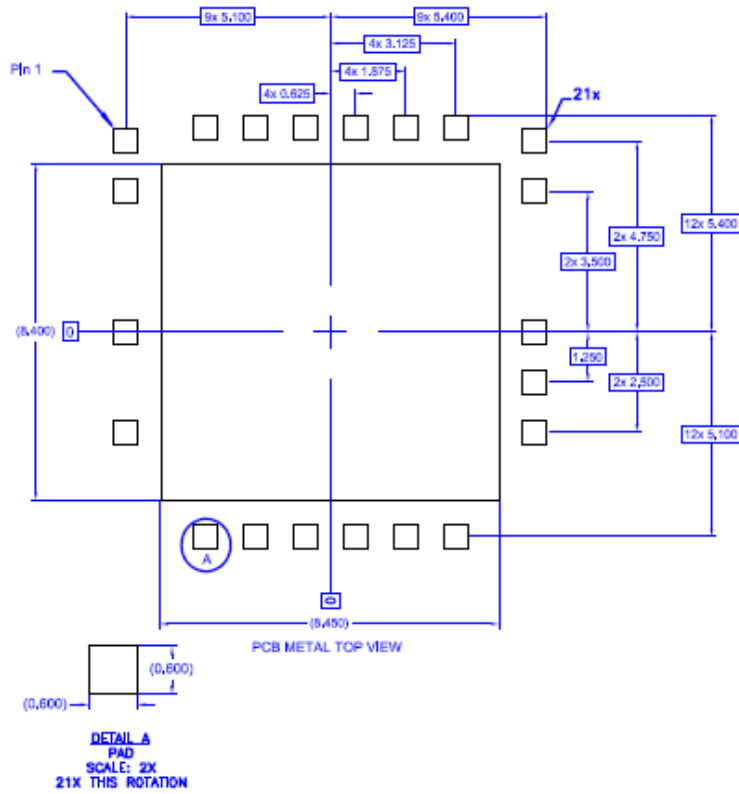 9x 5.100
9x 5.400
4x 3.125
Pin 1
4x 1.875
4x 0.625
21x
12x 5.400
2x 4.750
2x 3.500
(8.400)
0
1.250
2x 2.500
12x 5.100
A
0
(8.450)
PCB METAL TOP VIEW
(0.600)
(0.600)
DETAIL A
PAD
SCALE: 2X
21X THIS ROTATION